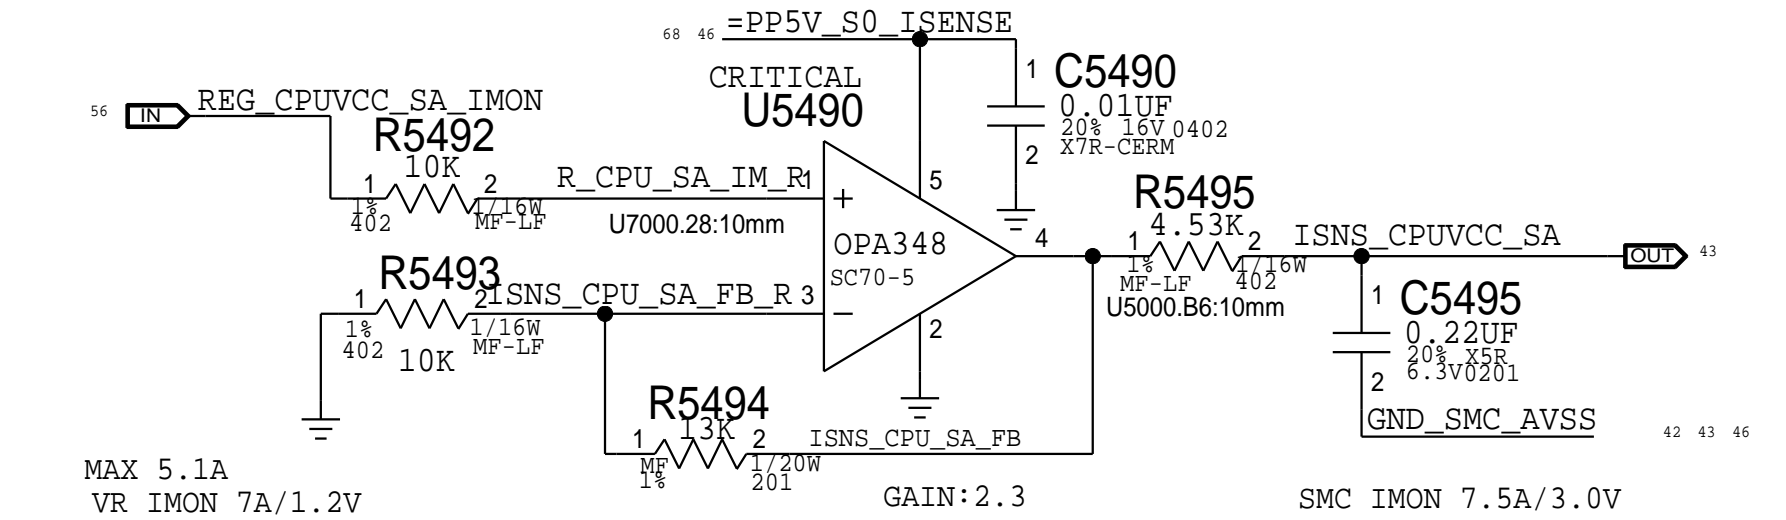 68 46 =PP5V_S0_ISENSE
CRITICAL
U5490
1 C5490
0.01UF
20% 16V 0402
X7R-CERM
2
56 IN REG_CPUVCC_SA_IMON
R5492
10K
1 2
1% 1/16W
402 MF-LF
R_CPU_SA_IM_R 1
U7000.28:10mm
+ 5
OPA348
SC70-5
4
− 2
R5493
1 2 ISNS_CPU_SA_FB_R 3
1% 1/16W
402 MF-LF
10K
R5495
4.53K
1 2
1% 1/16W
MF-LF 402
U5000.B6:10mm
ISNS_CPUVCC_SA
OUT 43
1 C5495
0.22UF
20% X5R
6.3V 0201
2
GND_SMC_AVSS
42 43 46
R5494
13K
1 2 ISNS_CPU_SA_FB
MF 1/20W
1% 201
MAX 5.1A
VR IMON 7A/1.2V
GAIN:2.3
SMC IMON 7.5A/3.0V